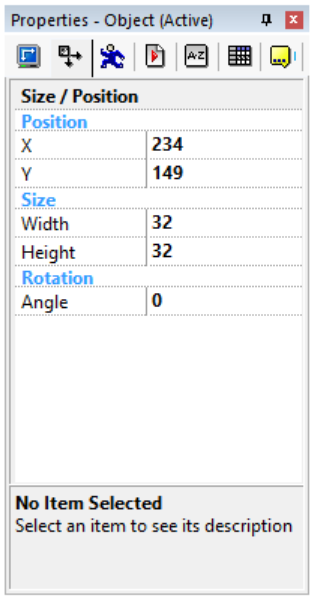 Properties - Object (Active)
A-Z
Size / Position
Position
X 234
Y 149
Size
Width 32
Height 32
Rotation
Angle 0
No Item Selected
Select an item to see its description